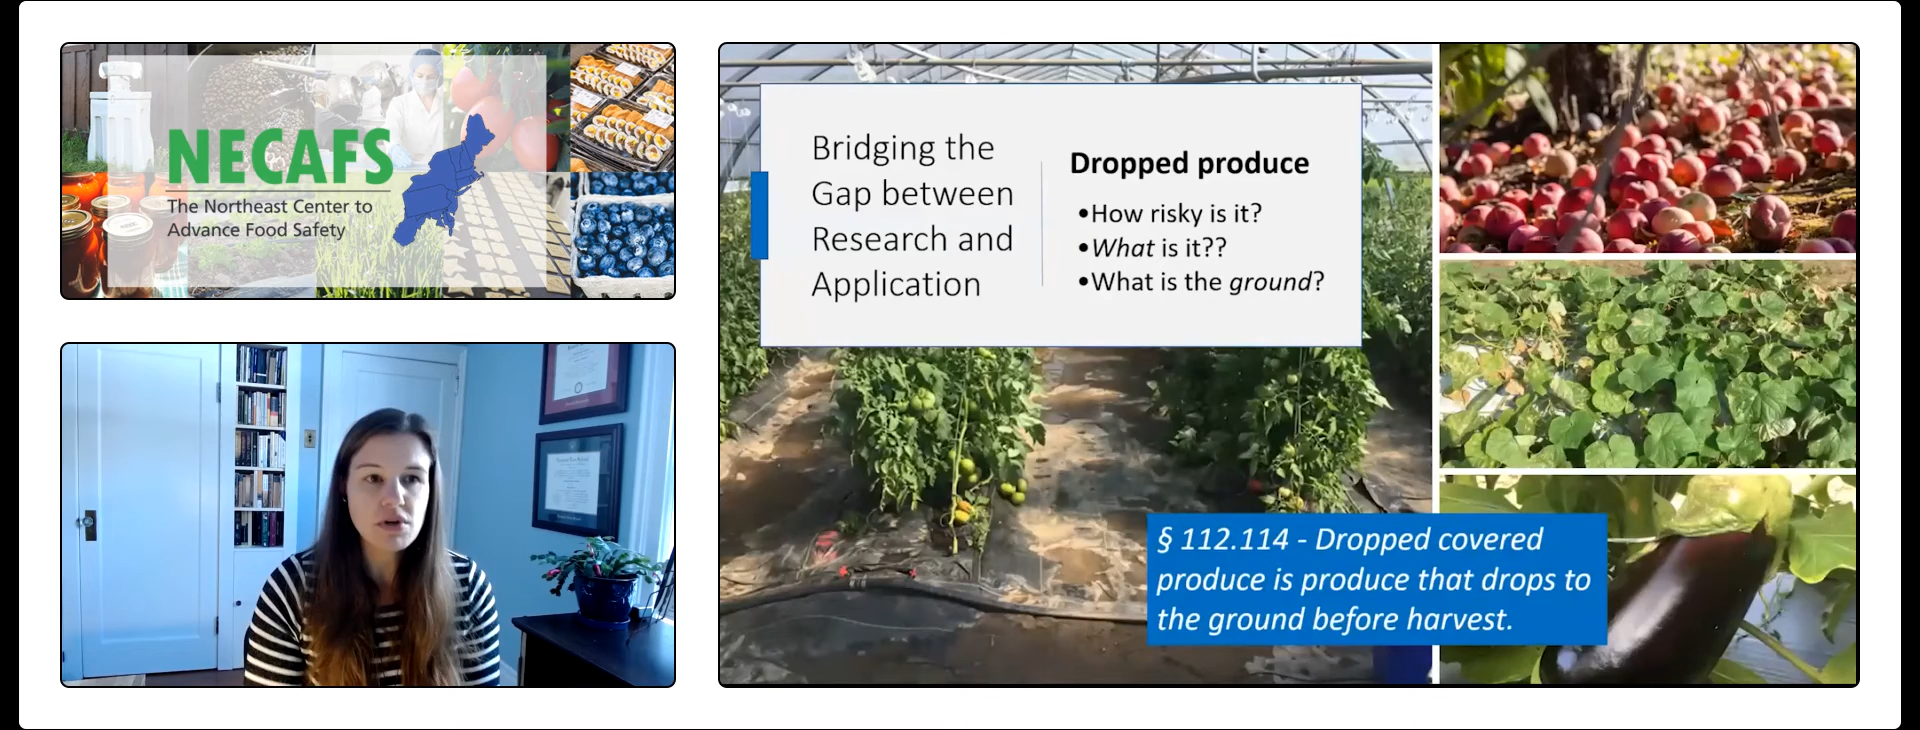 NECAFS
The Northeast Center to
Advance Food Safety
Bridging the
Gap between
Research and
Application
Dropped produce
•How risky is it?
•What is it??
•What is the ground?
§ 112.114 - Dropped covered
produce is produce that drops to
the ground before harvest.